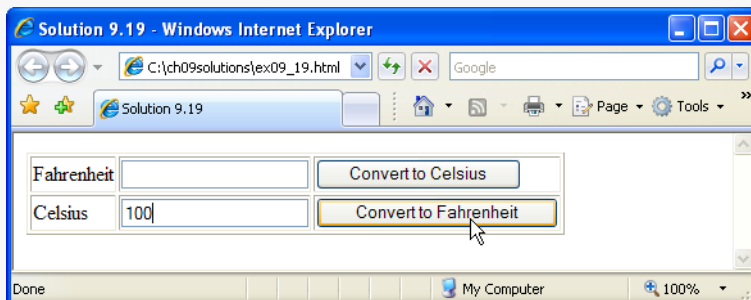 Solution 9.19 - Windows Internet Explorer
C:\ch09solutions\ex09_19.html
Google
Solution 9.19
Page
Tools
»
Fahrenheit
Convert to Celsius
Celsius
100
Convert to Fahrenheit
Done
My Computer
100%